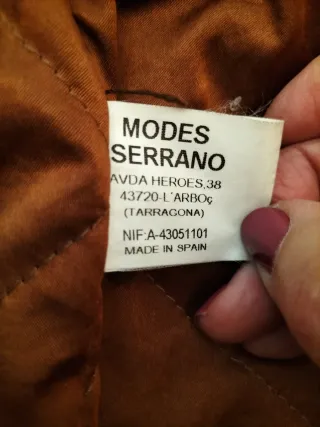 MODES
SERRANO
AVDA HEROES,38
43720-L'ARBOç
(TARRAGONA)
NIF:A-43051101
MADE IN SPAIN